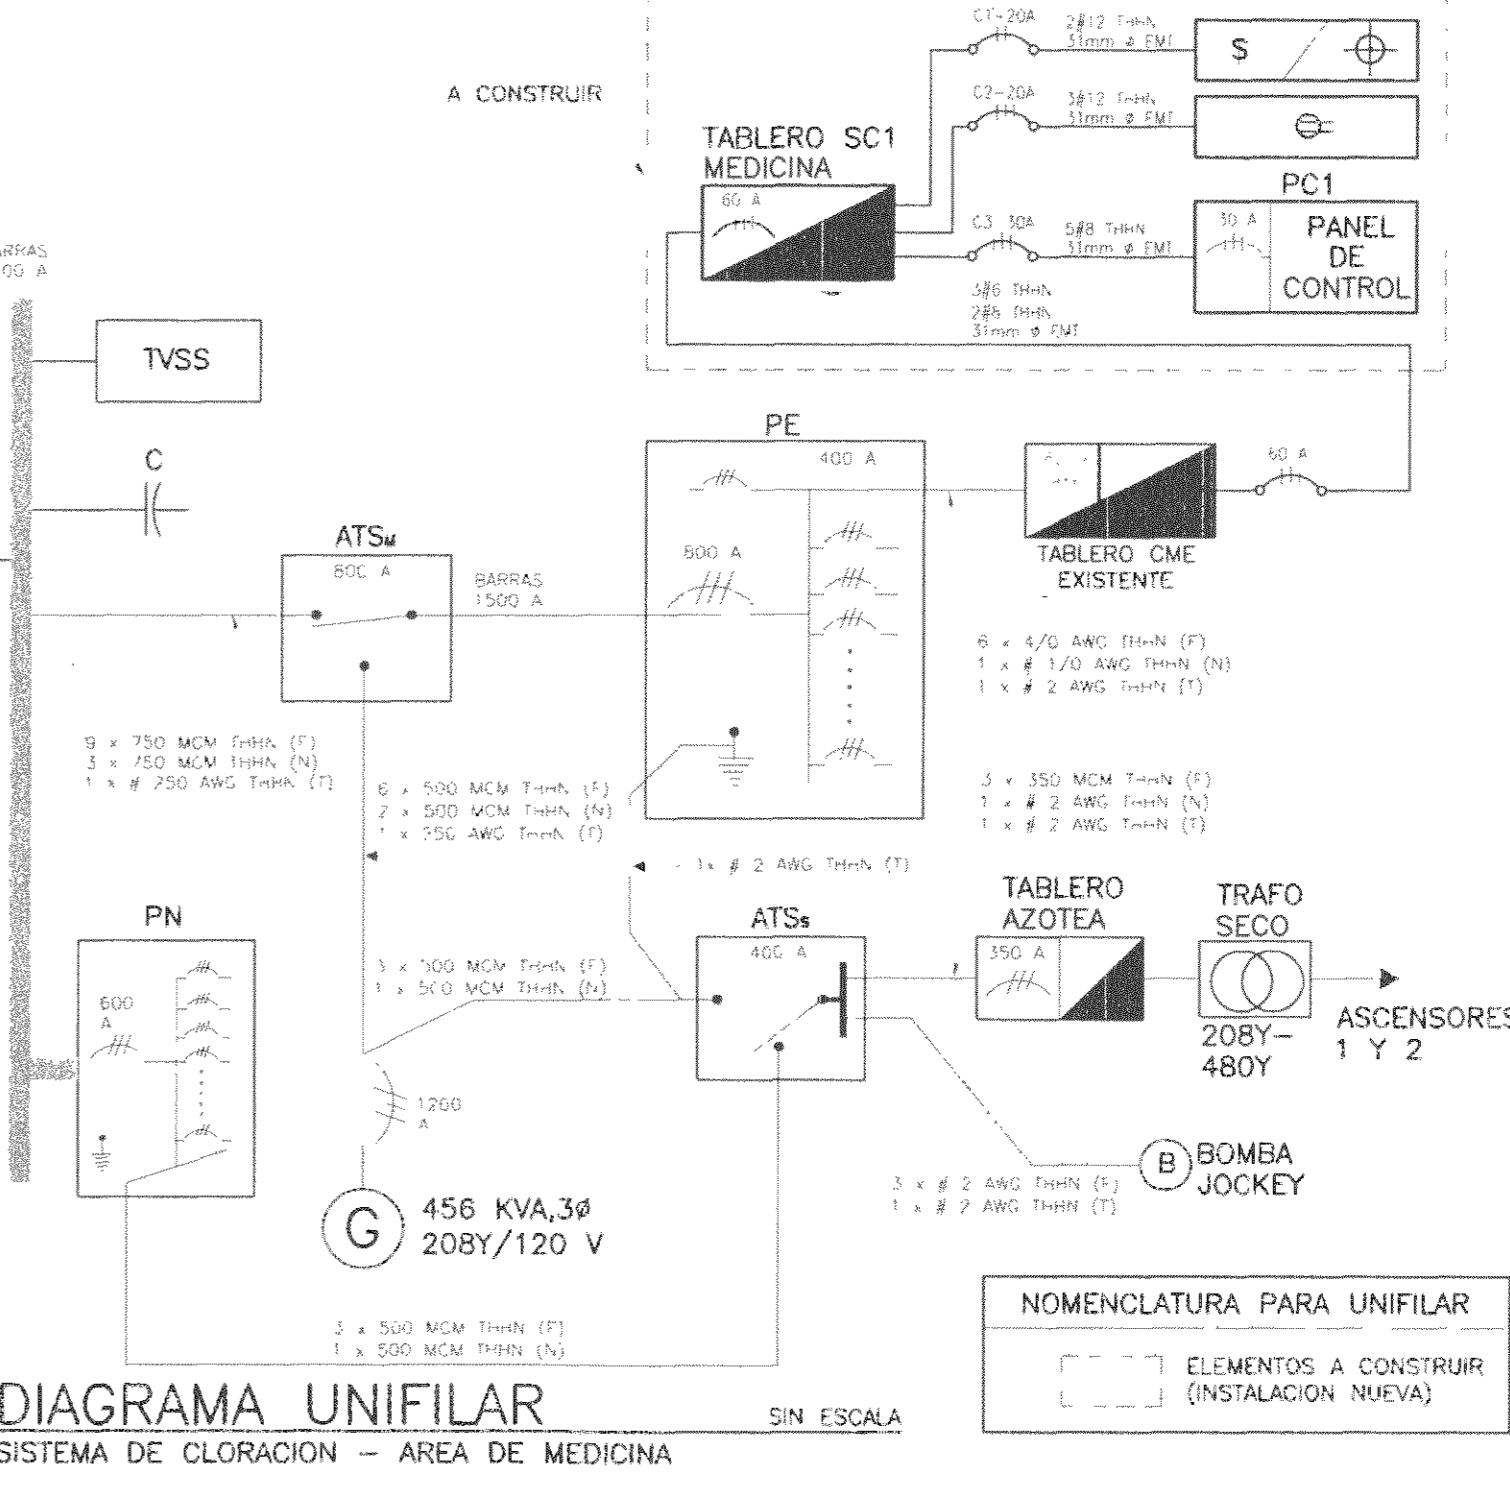 A CONSTRUIR
C1-20A
2#12 THHN
31mm ø EMT
S
C2-20A
3#12 THHN
31mm ø EMT
TABLERO SC1
MEDICINA
60 A
C3 30A
5#8 THHN
31mm ø EMT
PC1
30 A
PANEL
DE
CONTROL
3#6 THHN
2#8 THHN
31mm ø EMT
00 A
TVSS
C
PE
400 A
800 A
60 A
TABLERO CME
EXISTENTE
ATSM
800 A
BARRAS
1500 A
6 x 4/0 AWG THHN (F)
1 x # 1/0 AWG THHN (N)
1 x # 2 AWG THHN (T)
9 x 750 MCM THHN (F)
3 x 750 MCM THHN (N)
1 x # 250 AWG THHN (T)
6 x 500 MCM THHN (F)
2 x 500 MCM THHN (N)
1 x 350 AWG THHN (T)
3 x 350 MCM THHN (F)
1 x # 2 AWG THHN (N)
1 x # 2 AWG THHN (T)
1x # 2 AWG THHN (T)
PN
600
A
3 x 500 MCM THHN (F)
1 x 500 MCM THHN (N)
ATSs
400 A
TABLERO
AZOTEA
350 A
TRAFO
SECO
208Y-
480Y
ASCENSORES
1 Y 2
1200
A
G
456 KVA,3ø
208Y/120 V
B
BOMBA
JOCKEY
3 x # 2 AWG THHN (F)
1 x # 2 AWG THHN (T)
3 x 500 MCM THHN (F)
1 x 500 MCM THHN (N)
DIAGRAMA UNIFILAR
SIN ESCALA
SISTEMA DE CLORACION - AREA DE MEDICINA
NOMENCLATURA PARA UNIFILAR
ELEMENTOS A CONSTRUIR
(INSTALACION NUEVA)